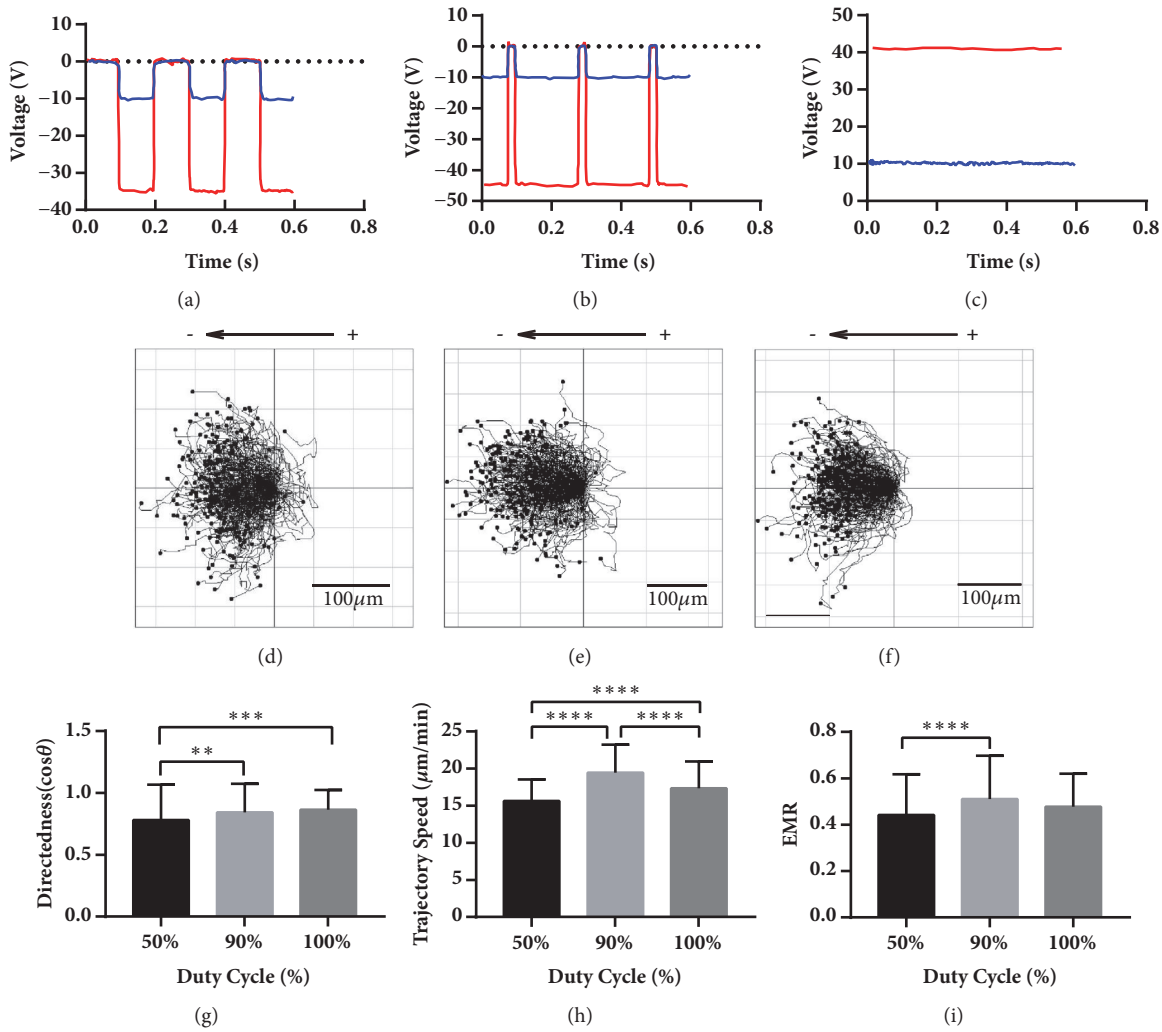 10
0
−10
−20
−30
−40
Voltage (V)
0.0 0.2 0.4 0.6 0.8
Time (s)
(a)
10
0
−10
−20
−30
−40
−50
Voltage (V)
0.0 0.2 0.4 0.6 0.8
Time (s)
(b)
50
40
30
20
10
0
Voltage (V)
0.0 0.2 0.4 0.6 0.8
Time (s)
(c)
- +
100μm
(d)
- +
100μm
(e)
- +
100μm
(f)
1.5
1.0
0.5
0.0
Directedness(cosθ)
***
**
50% 90% 100%
Duty Cycle (%)
(g)
25
20
15
10
5
0
Trajectory Speed (μm/min)
****
**** ****
50% 90% 100%
Duty Cycle (%)
(h)
0.8
0.6
0.4
0.2
0.0
EMR
****
50% 90% 100%
Duty Cycle (%)
(i)